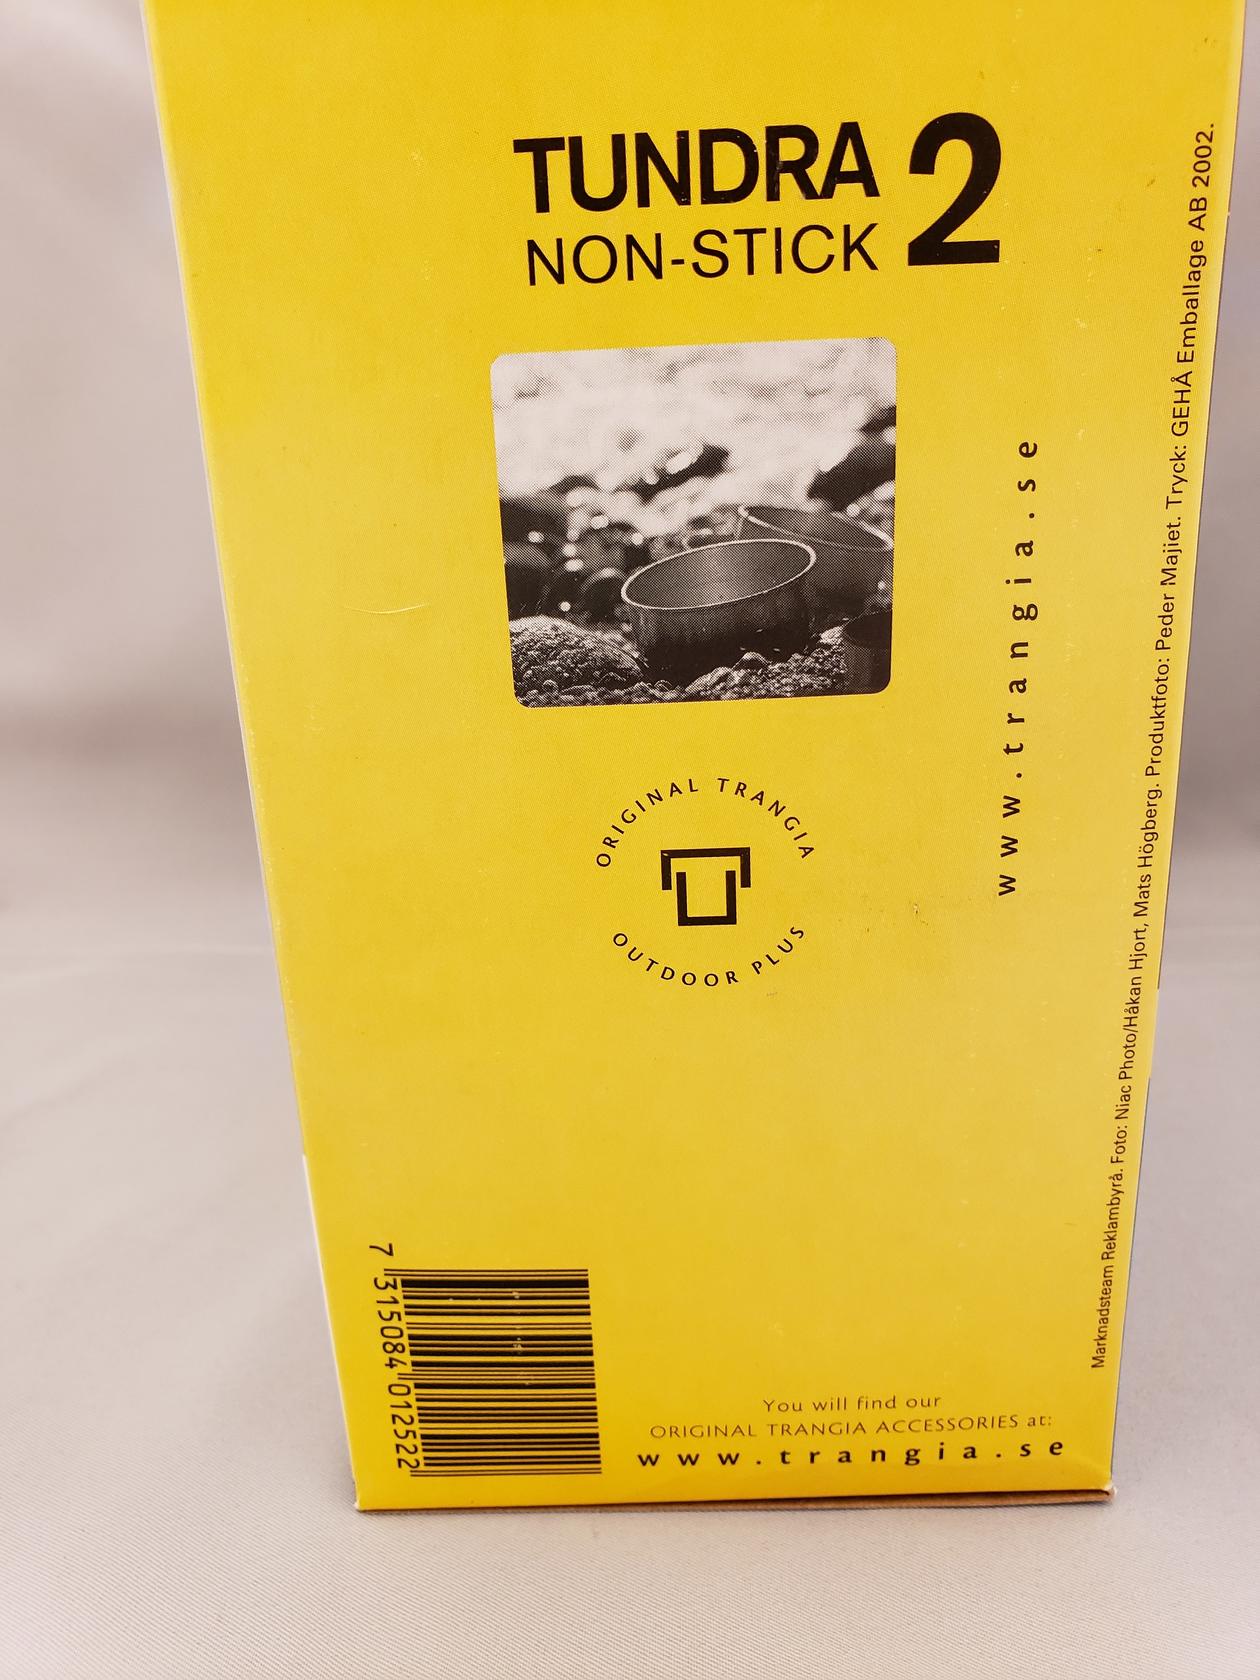 TUNDRA 2
NON-STICK
www.trangia.se
Marknadsteam Reklambyrå. Foto: Niac Photo/Håkan Hjort, Mats Högberg. Produktfoto: Peder Majiet. Tryck: GEHÅ Emballage AB 2002.
ORIGINAL TRANGIA
OUTDOOR PLUS
7 315084 012522
You will find our
ORIGINAL TRANGIA ACCESSORIES at:
www.trangia.se